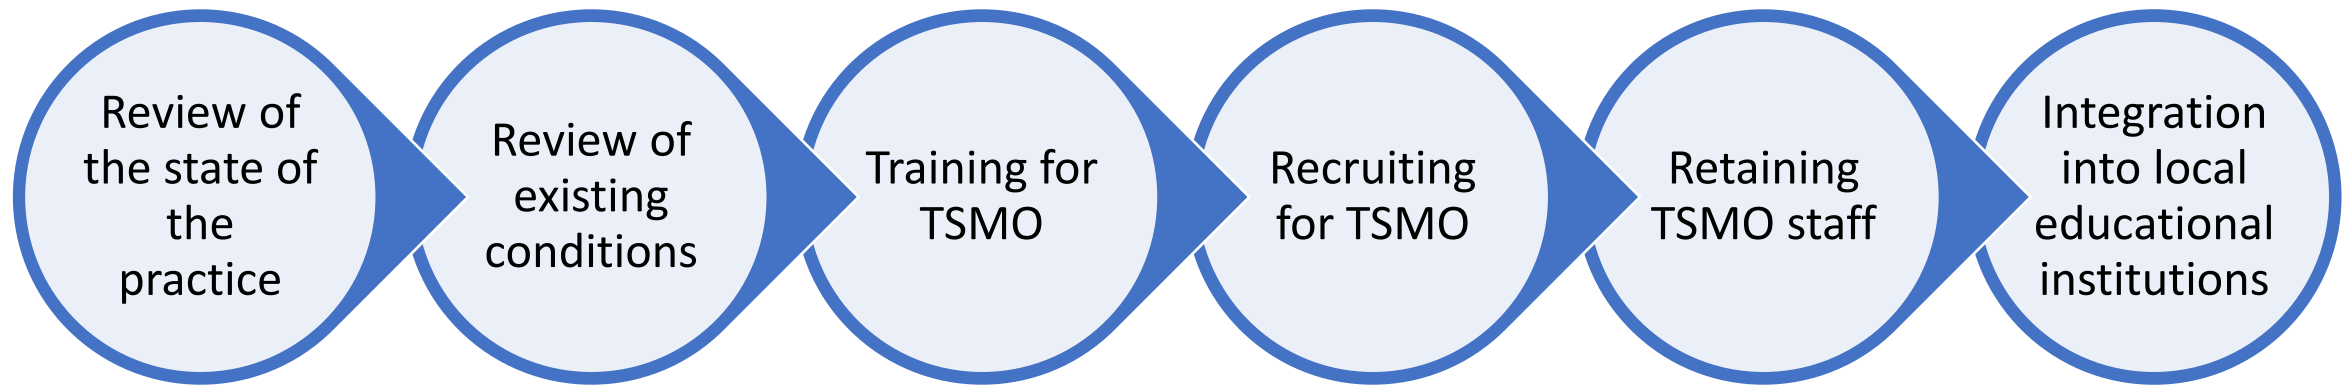 Review of
the state of
the
practice
Review of
existing
conditions
Training for
TSMO
Recruiting
for TSMO
Retaining
TSMO staff
Integration
into local
educational
institutions